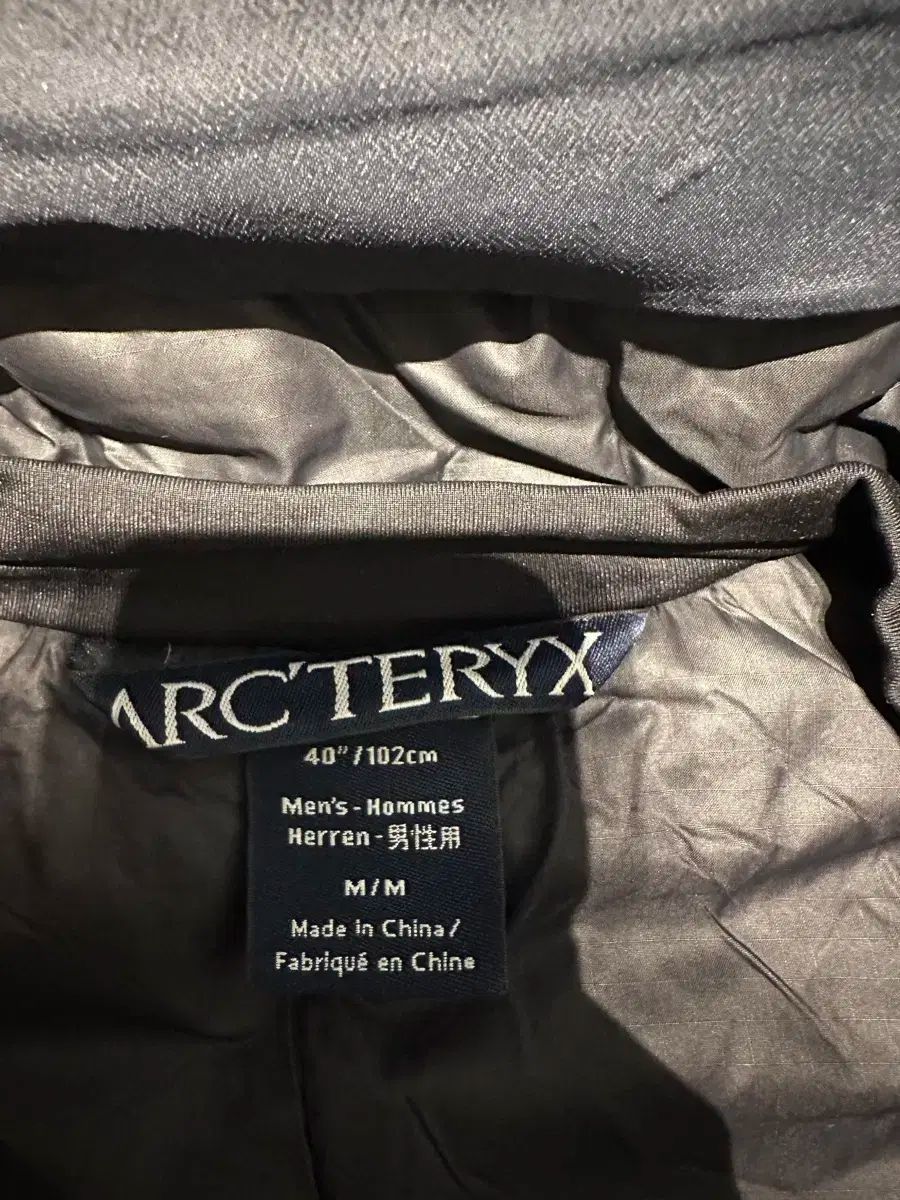 ARC'TERYX
40"/102cm
Men's-Hommes
Herren-男性用
M/M
Made in China/
Fabriqué en Chine